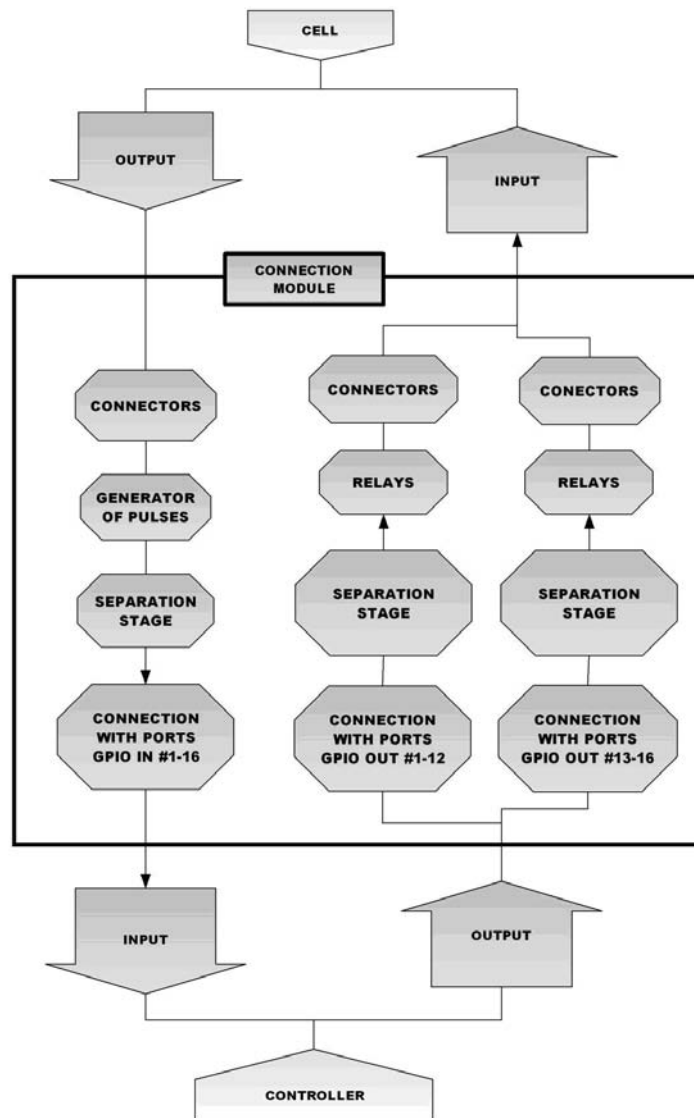 CELL
OUTPUT
INPUT
CONNECTION
MODULE
CONNECTORS
CONECTORS
GENERATOR
OF PULSES
RELAYS
RELAYS
SEPARATION
STAGE
SEPARATION
STAGE
SEPARATION
STAGE
CONNECTION
WITH PORTS
GPIO IN #1-16
CONNECTION
WITH PORTS
GPIO OUT #1-12
CONNECTION
WITH PORTS
GPIO OUT #13-16
CONNECTORS
INPUT
OUTPUT
CONTROLLER